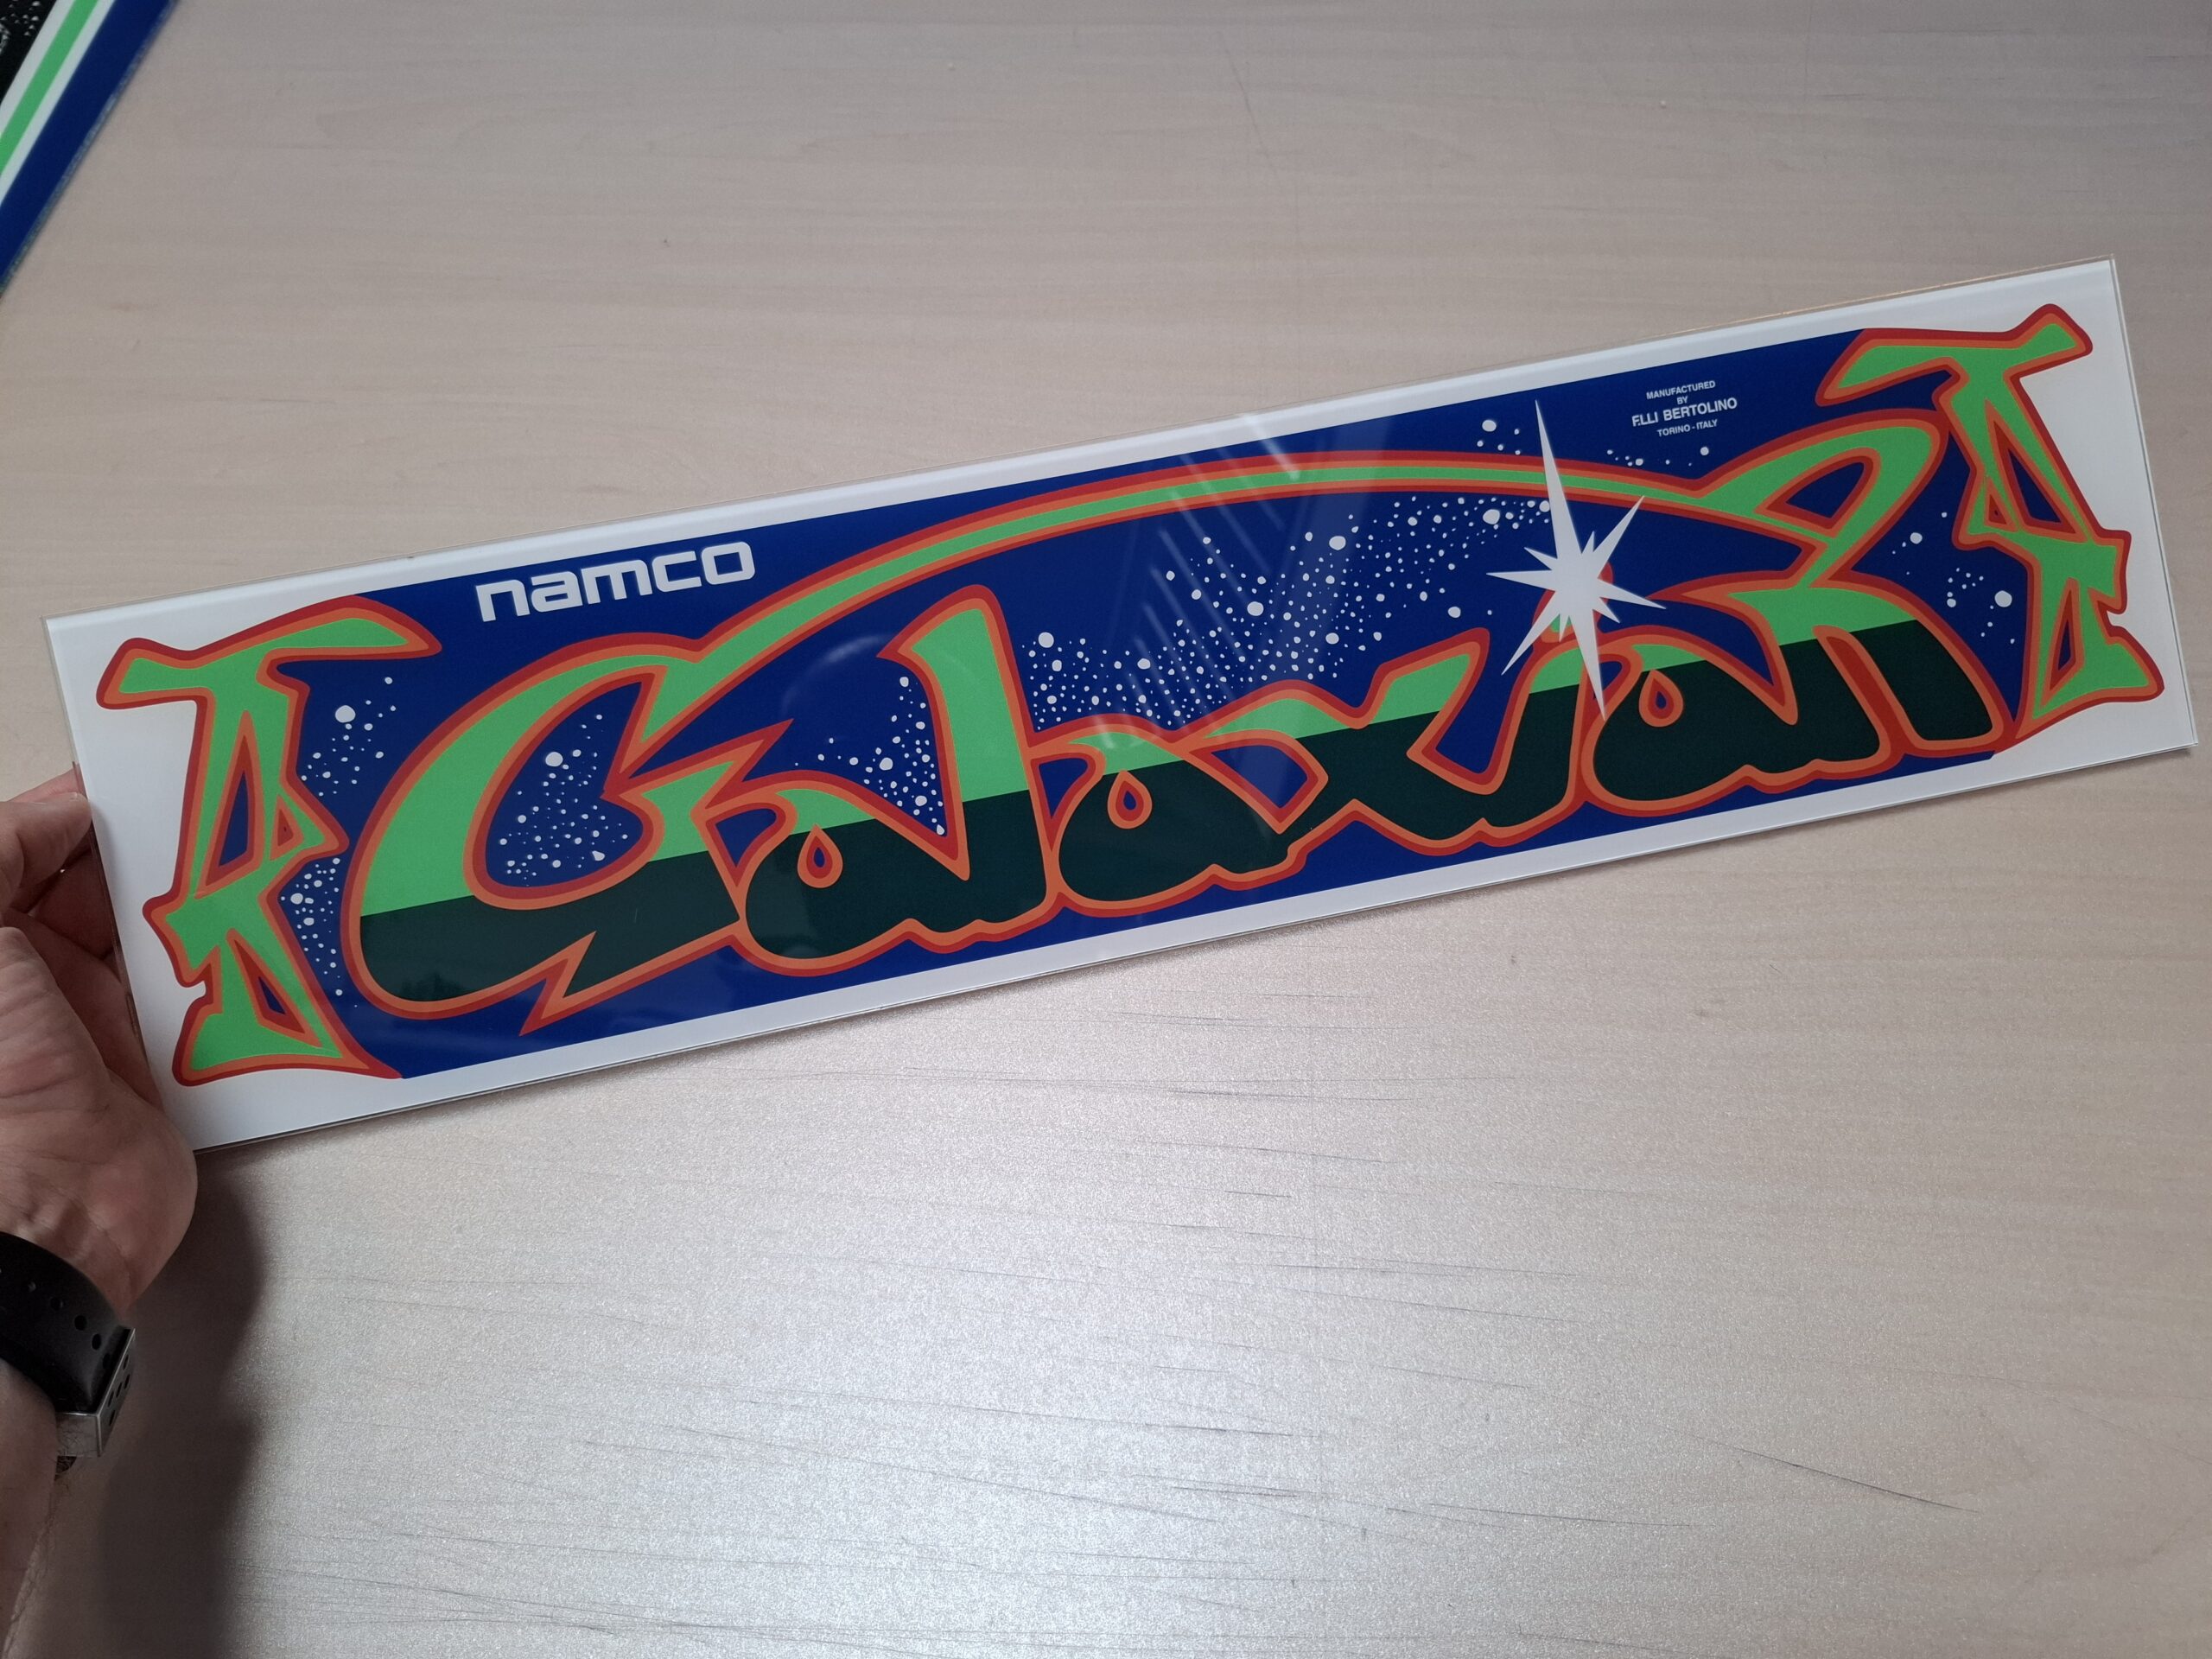 namco
MANUFACTURED
BY
F.LLI BERTOLINO
TORINO - ITALY
Galaxian